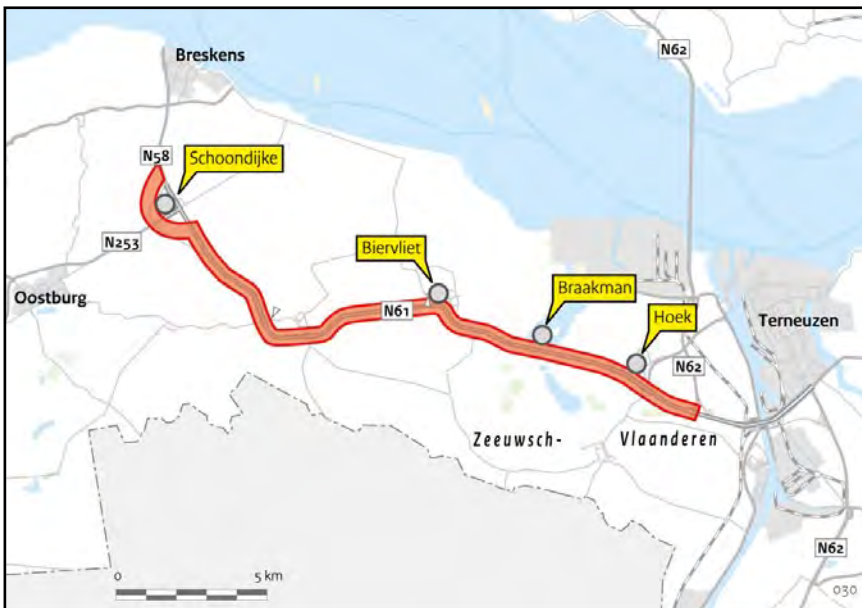 Breskens
N62
N58
Schoondijke
N253
Oostburg
Biervliet
N61
Braakman
Hoek
Terneuzen
N62
Zeeuwsch-
Vlaanderen
0 5 km
N62
030